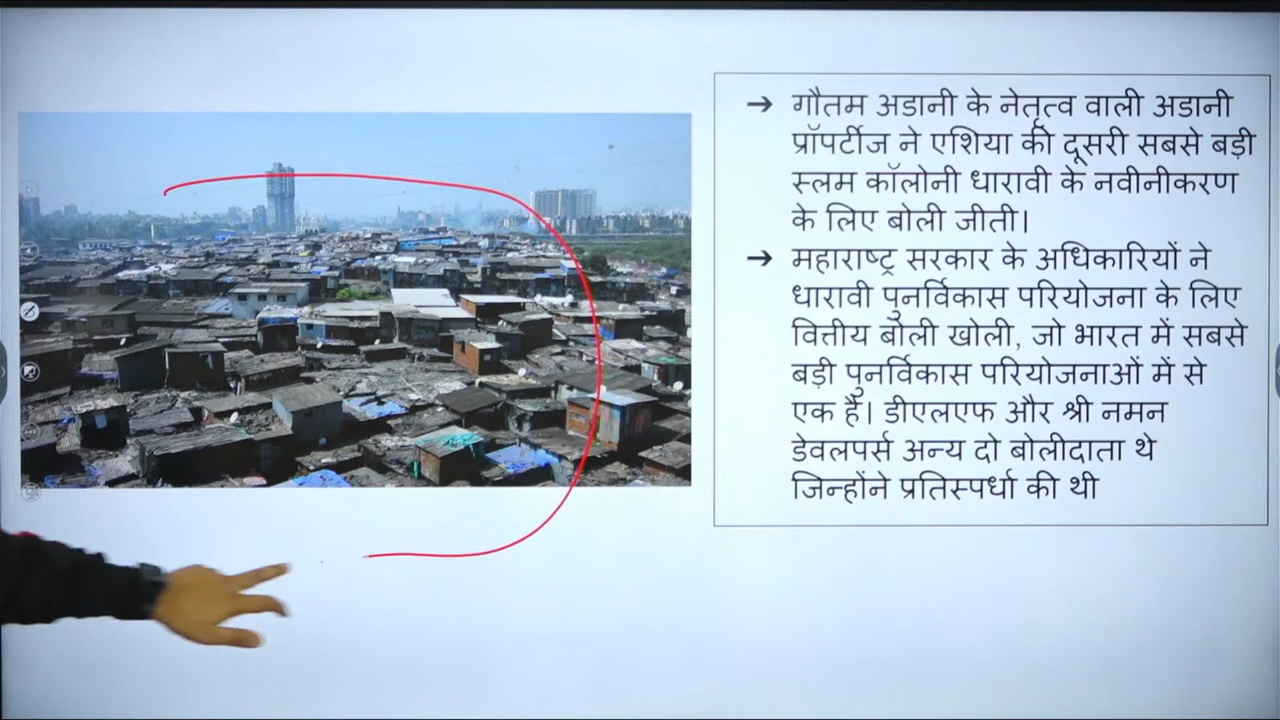 → गौतम अडानी के नेतृत्व वाली अडानी
प्रॉपर्टीज ने एशिया की दूसरी सबसे बड़ी
स्लम कॉलोनी धारावी के नवीनीकरण
के लिए बोली जीती।
→ महाराष्ट्र सरकार के अधिकारियों ने
धारावी पुनर्विकास परियोजना के लिए
वित्तीय बोली खोली, जो भारत में सबसे
बड़ी पुनर्विकास परियोजनाओं में से
एक है। डीएलएफ और श्री नमन
डेवलपर्स अन्य दो बोलीदाता थे
जिन्होंने प्रतिस्पर्धा की थी